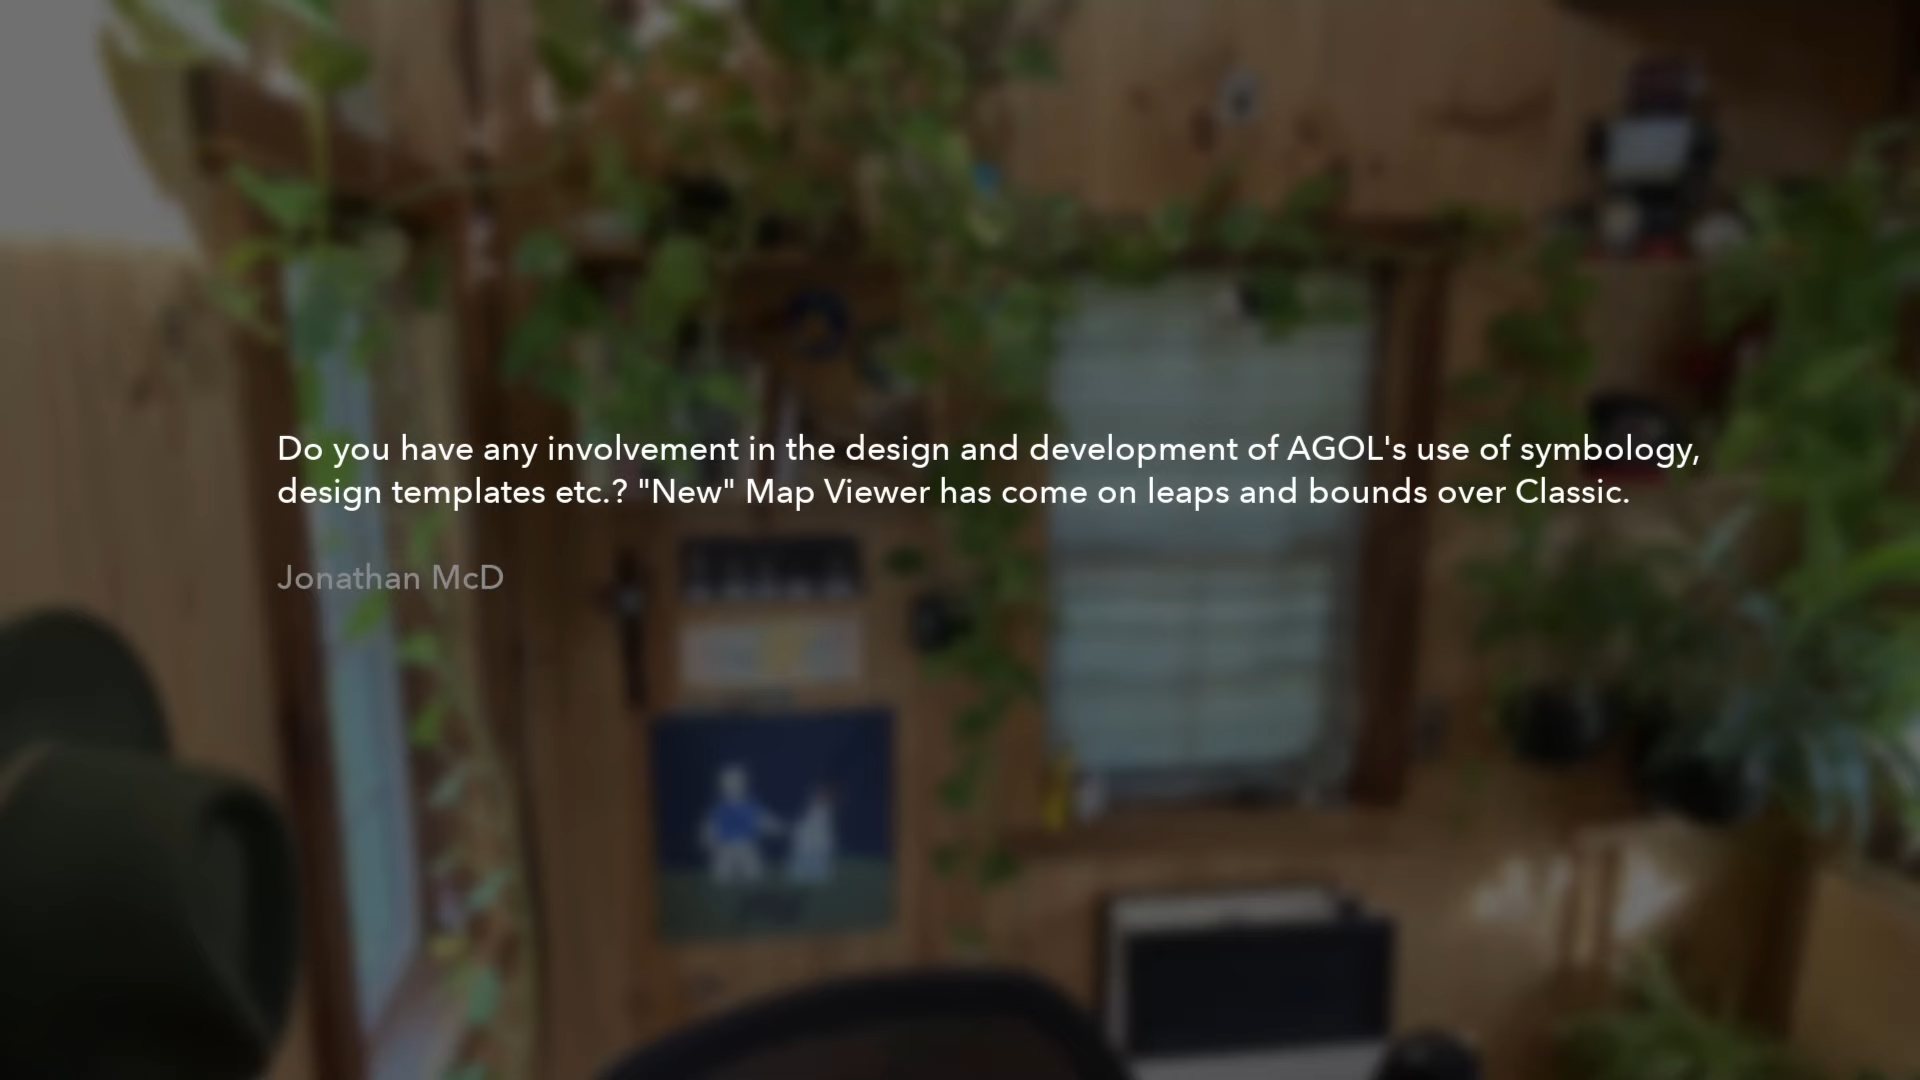 Do you have any involvement in the design and development of AGOL's use of symbology,
design templates etc.? "New" Map Viewer has come on leaps and bounds over Classic.
Jonathan McD